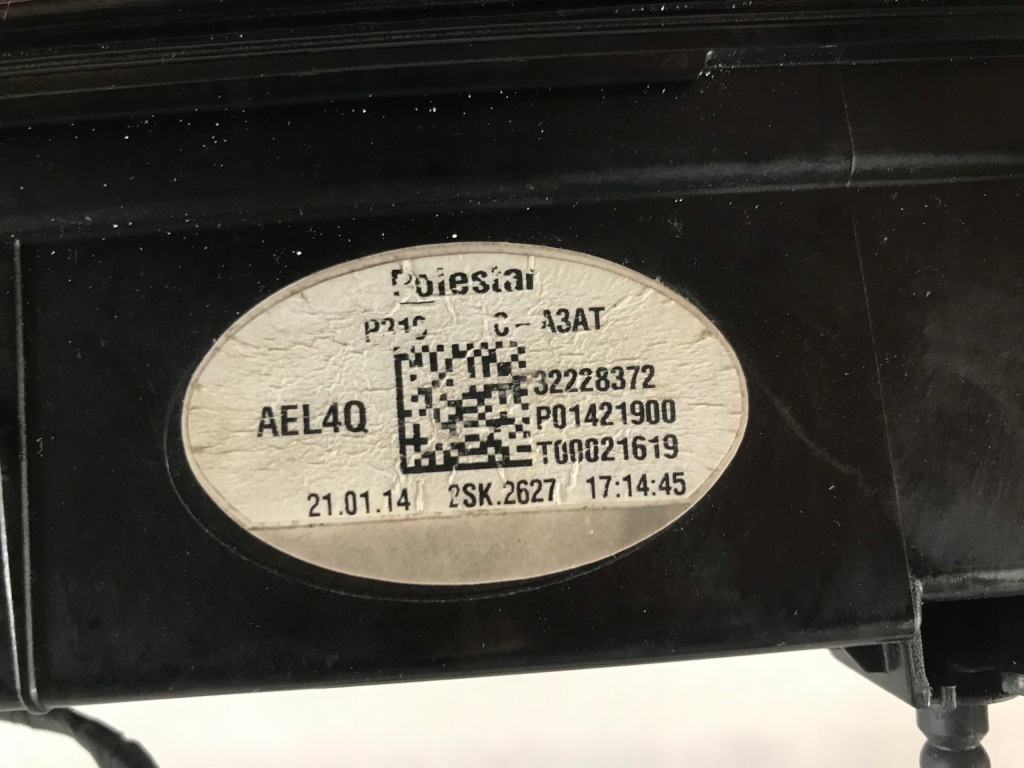 Polestar
C-A3AT
32228372
AEL4Q P01421900
T00021619
21.01.14 2SK.2627 17:14:45